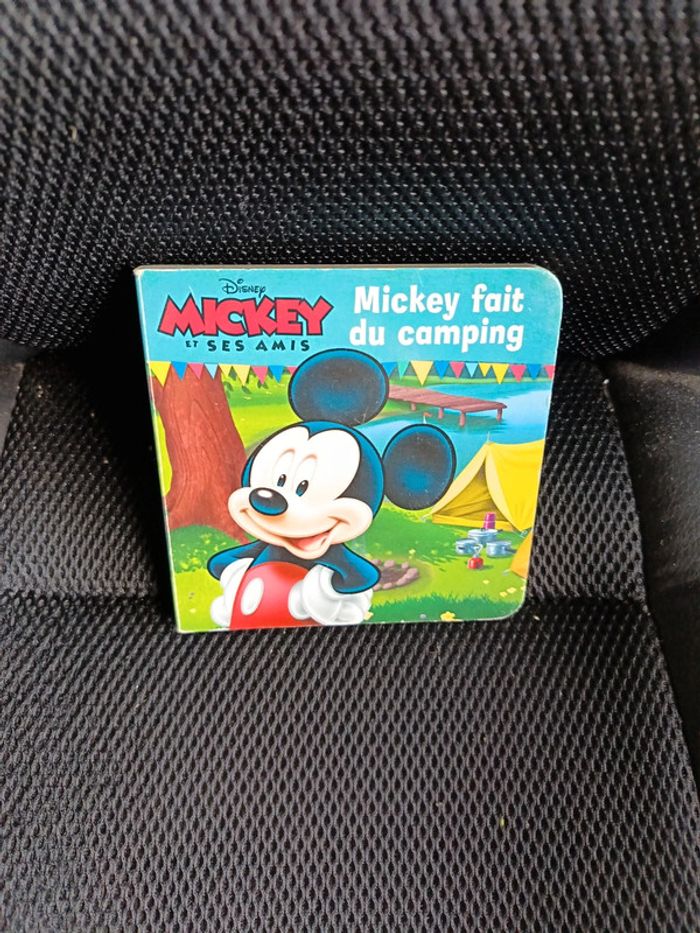 Disney
MICKEY
ET SES AMIS
Mickey fait
du camping